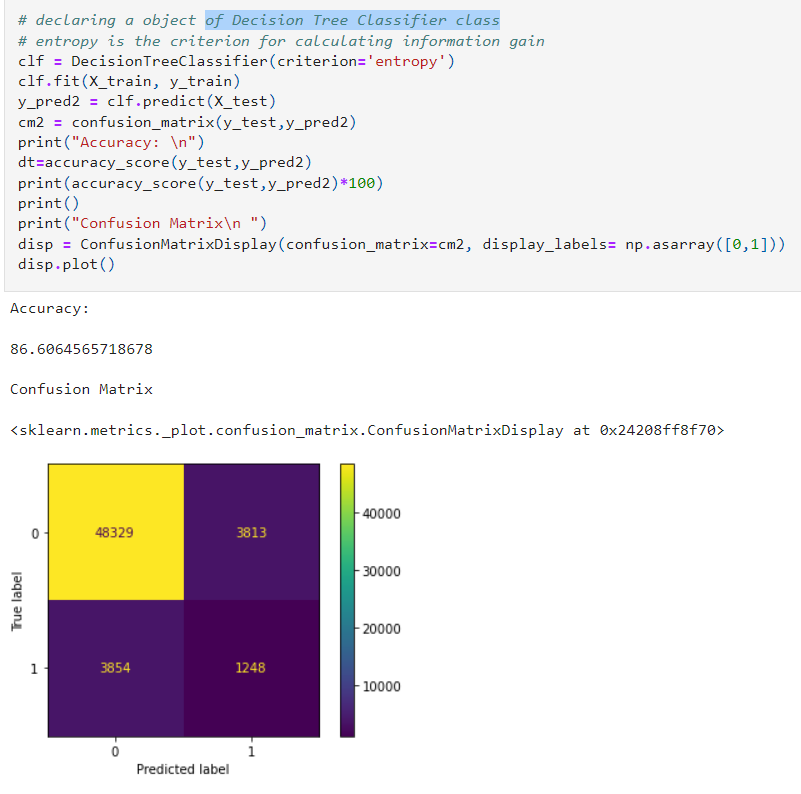 # declaring a object of Decision Tree Classifier class
# entropy is the criterion for calculating information gain
clf = DecisionTreeClassifier(criterion='entropy')
clf.fit(X_train, y_train)
y_pred2 = clf.predict(X_test)
cm2 = confusion_matrix(y_test,y_pred2)
print("Accuracy: \n")
dt=accuracy_score(y_test,y_pred2)
print(accuracy_score(y_test,y_pred2)*100)
print()
print("Confusion Matrix\n ")
disp = ConfusionMatrixDisplay(confusion_matrix=cm2, display_labels= np.asarray([0,1]))
disp.plot()
Accuracy:
86.6064565718678
Confusion Matrix
<sklearn.metrics._plot.confusion_matrix.ConfusionMatrixDisplay at 0x24208ff8f70>
48329 3813
3854 1248
0
1
True label
0 1
Predicted label
40000
30000
20000
10000